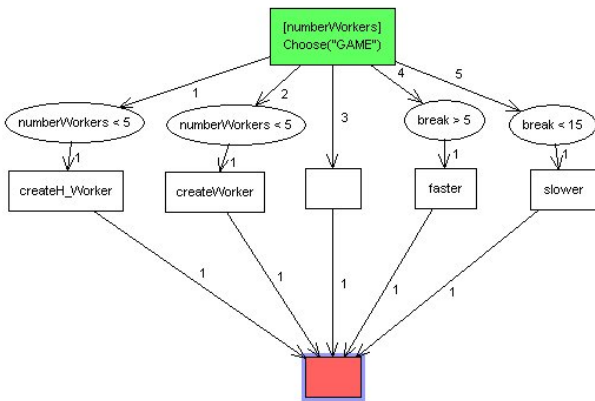 [numberWorkers]
Choose("GAME")
1
2
3
4
5
numberWorkers < 5
numberWorkers < 5
break > 5
break < 15
1
1
1
1
createH_Worker
createWorker
faster
slower
1
1
1
1
1